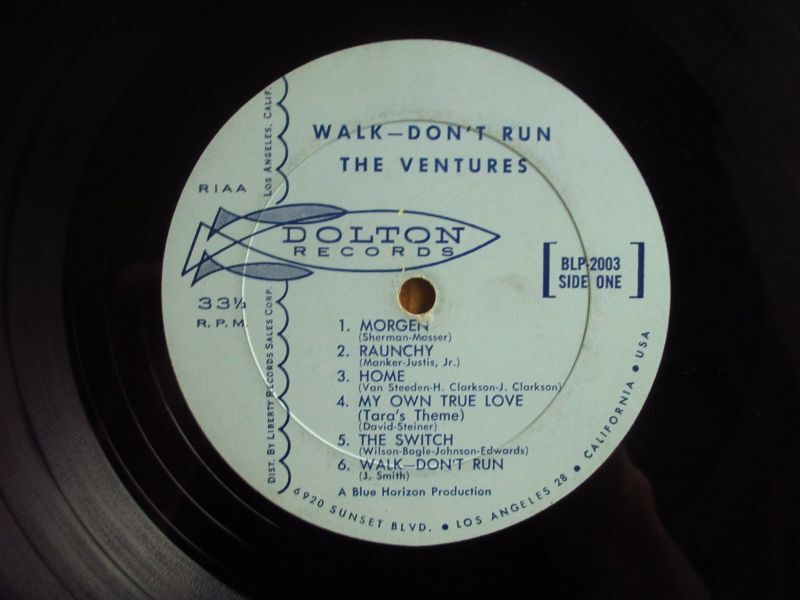 WALK—DON'T RUN
THE VENTURES
RIAA
DOLTON
RECORDS
33⅓
R.P.M.
BLP-2003
SIDE ONE
1. MORGEN
(Sherman-Mosser)
2. RAUNCHY
(Manker-Justis, Jr.)
3. HOME
(Van Steeden-H. Clarkson-J. Clarkson)
4. MY OWN TRUE LOVE
(Tara's Theme)
(David-Steiner)
5. THE SWITCH
(Wilson-Bogle-Johnson-Edwards)
6. WALK—DON'T RUN
(J. Smith)
A Blue Horizon Production
DIST. BY LIBERTY RECORDS SALES CORP. LOS ANGELES, CALIF.
6920 SUNSET BLVD. • LOS ANGELES 28 • CALIFORNIA • USA